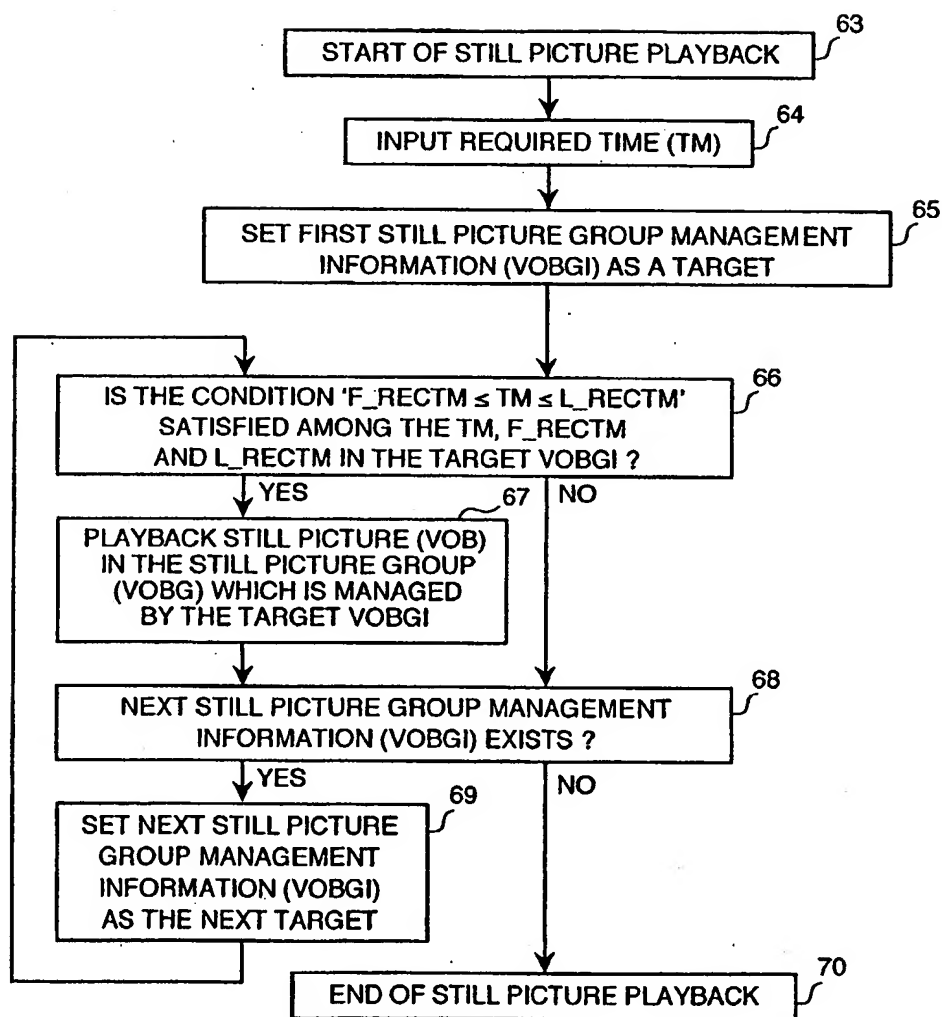 63
START OF STILL PICTURE PLAYBACK
64
INPUT REQUIRED TIME (TM)
65
SET FIRST STILL PICTURE GROUP MANAGEMENT
INFORMATION (VOBGI) AS A TARGET
66
IS THE CONDITION 'F_RECTM ≤ TM ≤ L_RECTM'
SATISFIED AMONG THE TM, F_RECTM
AND L_RECTM IN THE TARGET VOBGI ?
YES
NO
67
PLAYBACK STILL PICTURE (VOB)
IN THE STILL PICTURE GROUP
(VOBG) WHICH IS MANAGED
BY THE TARGET VOBGI
68
NEXT STILL PICTURE GROUP MANAGEMENT
INFORMATION (VOBGI) EXISTS ?
YES
NO
69
SET NEXT STILL PICTURE
GROUP MANAGEMENT
INFORMATION (VOBGI)
AS THE NEXT TARGET
70
END OF STILL PICTURE PLAYBACK